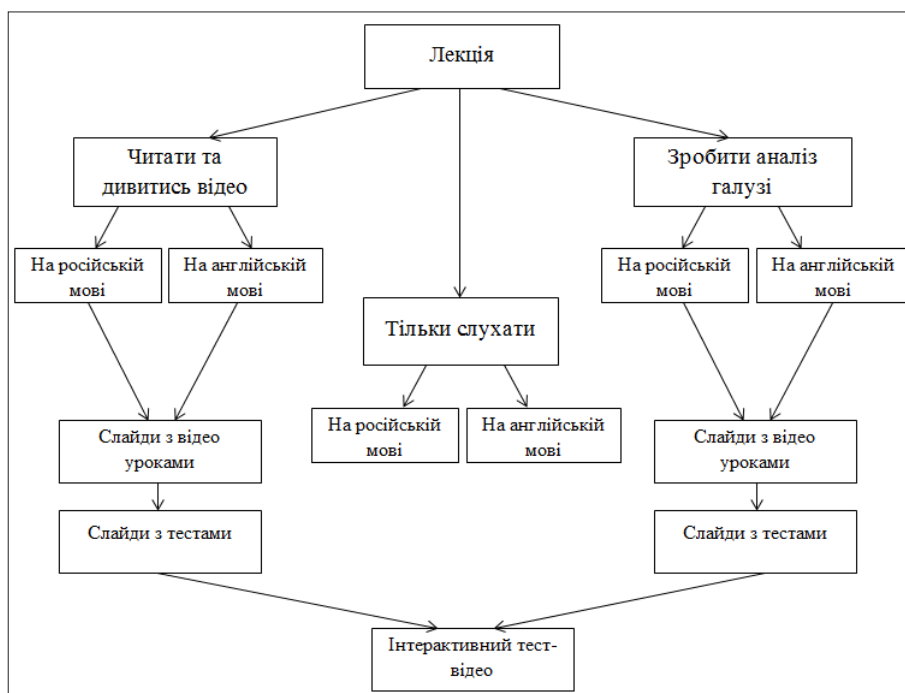 Лекція
Читати та
дивитись відео
Зробити аналіз
галузі
На російській
мові
На англійській
мові
На російській
мові
На англійській
мові
Тільки слухати
На російській
мові
На англійській
мові
Слайди з відео
уроками
Слайди з відео
уроками
Слайди з тестами
Слайди з тестами
Інтерактивний тест-
відео